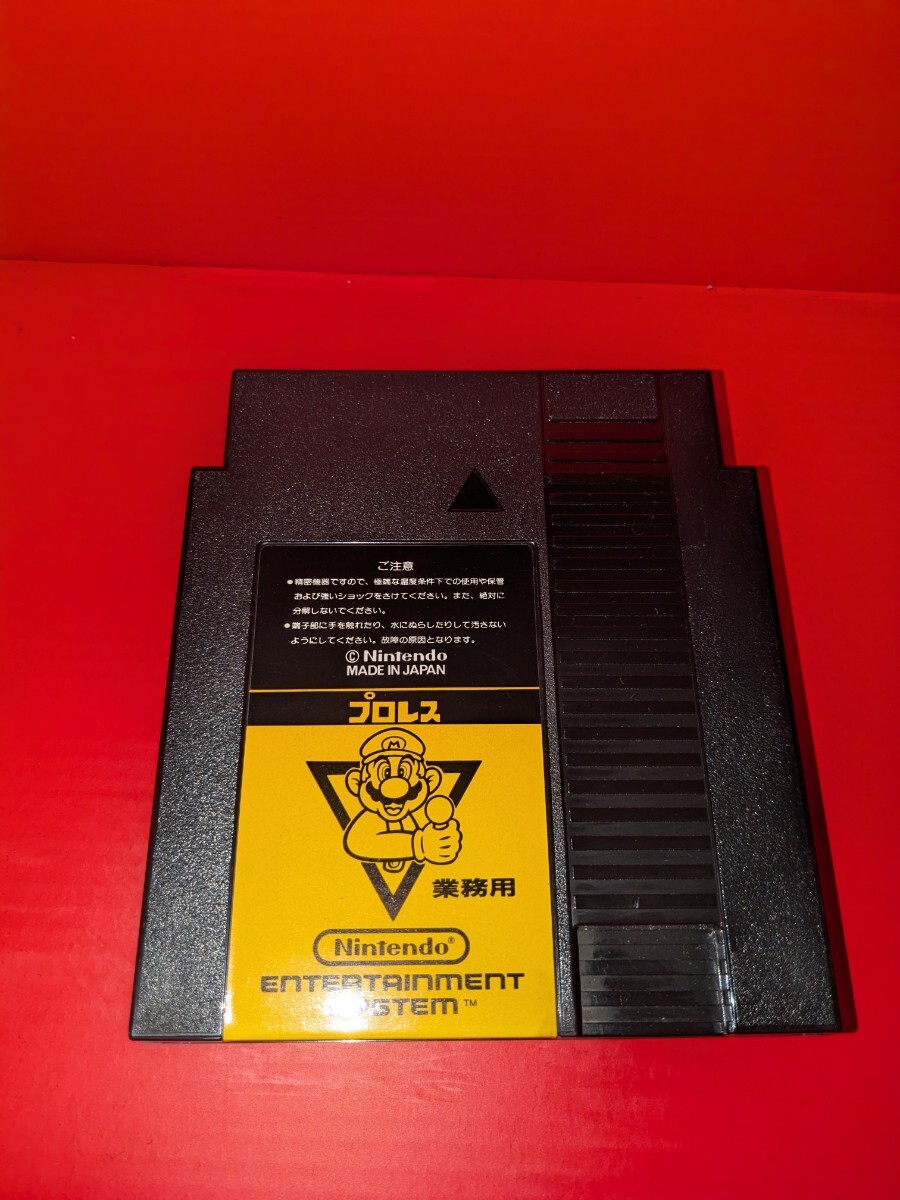 ご注意
●精密機器ですので、極端な温度条件下での使用や保管
および強いショックをさけてください。また、絶対に
分解しないでください。
●端子部に手を触れたり、水にぬらしたりして汚さない
ようにしてください。故障の原因となります。
© Nintendo
MADE IN JAPAN
プロレス
M
業務用
Nintendo®
ENTERTAINMENT
SYSTEM™